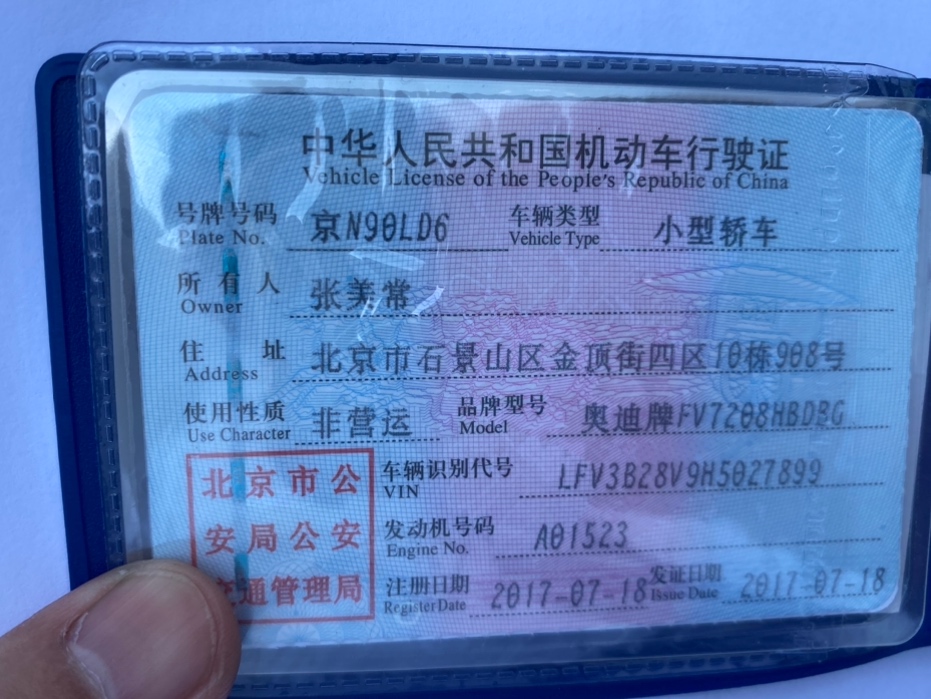 中华人民共和国机动车行驶证
Vehicle License of the People's Republic of China
号牌号码 京N90LD6 车辆类型 小型轿车
Plate No. Vehicle Type
所有人 张美常
Owner
住址 北京市石景山区金顶街四区10栋908号
Address
使用性质 非营运 品牌型号 奥迪牌FV7208HBDBG
Use Character Model
北京市公 车辆识别代号 LFV3B28V9H5027899
VIN
安局公安 发动机号码 A01523
Engine No.
交通管理局 注册日期 2017-07-18 发证日期 2017-07-18
Register Date Issue Date